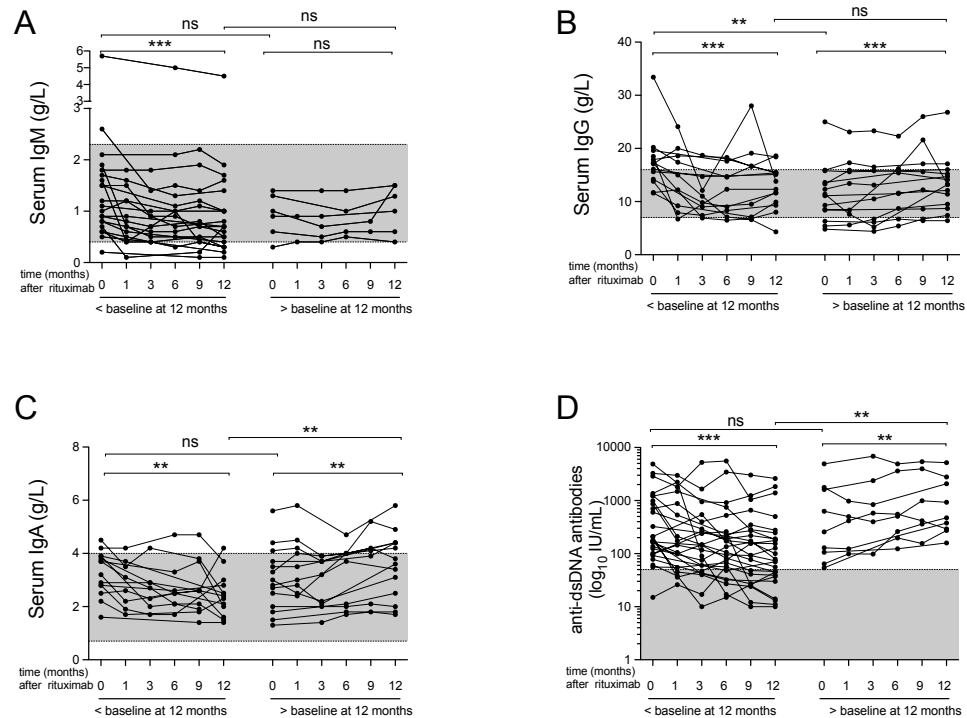 A
ns
ns
***
ns
Serum IgM (g/L)
6
5
4
3
3
2
1
0
time (months)
after rituximab
0 1 3 6 9 12 0 1 3 6 9 12
< baseline at 12 months > baseline at 12 months
B
ns
**
*** ***
Serum IgG (g/L)
40
30
20
10
0
time (months)
after rituximab
0 1 3 6 9 12 0 1 3 6 9 12
< baseline at 12 months > baseline at 12 months
C
**
ns
** **
Serum IgA (g/L)
8
6
4
2
0
time (months)
after rituximab
0 1 3 6 9 12 0 1 3 6 9 12
< baseline at 12 months > baseline at 12 months
D
**
ns
*** **
anti-dsDNA antibodies
(log10 IU/mL)
10000
1000
100
10
1
time (months)
after rituximab
0 1 3 6 9 12 0 1 3 6 9 12
< baseline at 12 months > baseline at 12 months